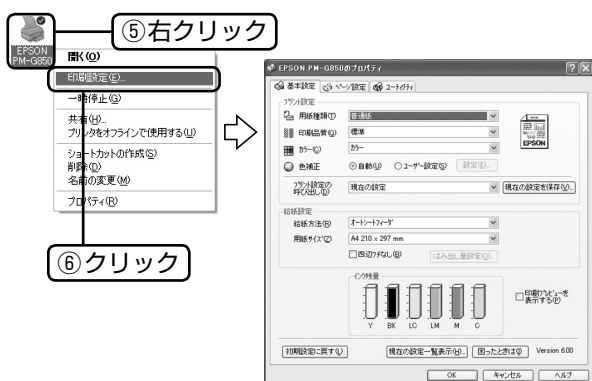 ⑤右クリック
EPSON
PM-G850
開く(O)
印刷設定(E)...
一時停止(G)
共有(H)...
プリンタをオフラインで使用する(U)
ショートカットの作成(S)
削除(D)
名前の変更(M)
プロパティ(R)
⑥クリック
EPSON PM-G850のプロパティ
基本設定 ページ設定 ユーティリティ
プリント設定
用紙種類(T) 普通紙
印刷品質(Q) 標準
カラー(C) カラー
色補正 自動(U) ユーザー設定(G) 設定(E)...
EPSON
プリント設定の
呼び出し(D) 現在の設定 現在の設定を保存(V)...
給紙設定
給紙方法(R) オートシートフィーダ
用紙サイズ(Z) A4 210 x 297 mm
四辺フチなし(B) はみ出し量設定(O)...
インク残量
Y BK LC LM M C
印刷プレビューを
表示する(P)
初期設定に戻す(L) 現在の設定一覧表示(H)... 困ったときは Version 6.00
OK キャンセル ヘルプ